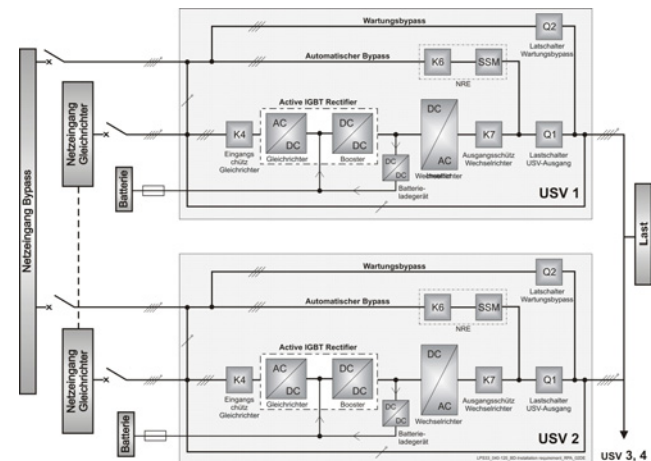 Netzeingang Bypass
Netzeingang
Gleichrichter
Batterie
Wartungsbypass
Q2
Latschalter
Wartungsbypass
Automatischer Bypass
K6
SSM
NRE
Active IGBT Rectifier
K4
Eingangs
chütz
Gleichrichter
AC
DC
Gleichrichter
DC
DC
Booster
DC
DC
Batterie-
ladegerät
DC
AC
Wechselrichter
K7
Ausgangsschütz
Wechselrichter
Q1
Lastschalter
USV-Ausgang
USV 1
Last
Netzeingang
Gleichrichter
Batterie
Wartungsbypass
Q2
Latschalter
Wartungsbypass
Automatischer Bypass
K6
SSM
NRE
Active IGBT Rectifier
K4
Eingangs
chütz
Gleichrichter
AC
DC
Gleichrichter
DC
DC
Booster
DC
DC
Batterie-
ladegerät
DC
AC
Wechselrichter
K7
Ausgangsschütz
Wechselrichter
Q1
Lastschalter
USV-Ausgang
USV 2
USV 3, 4